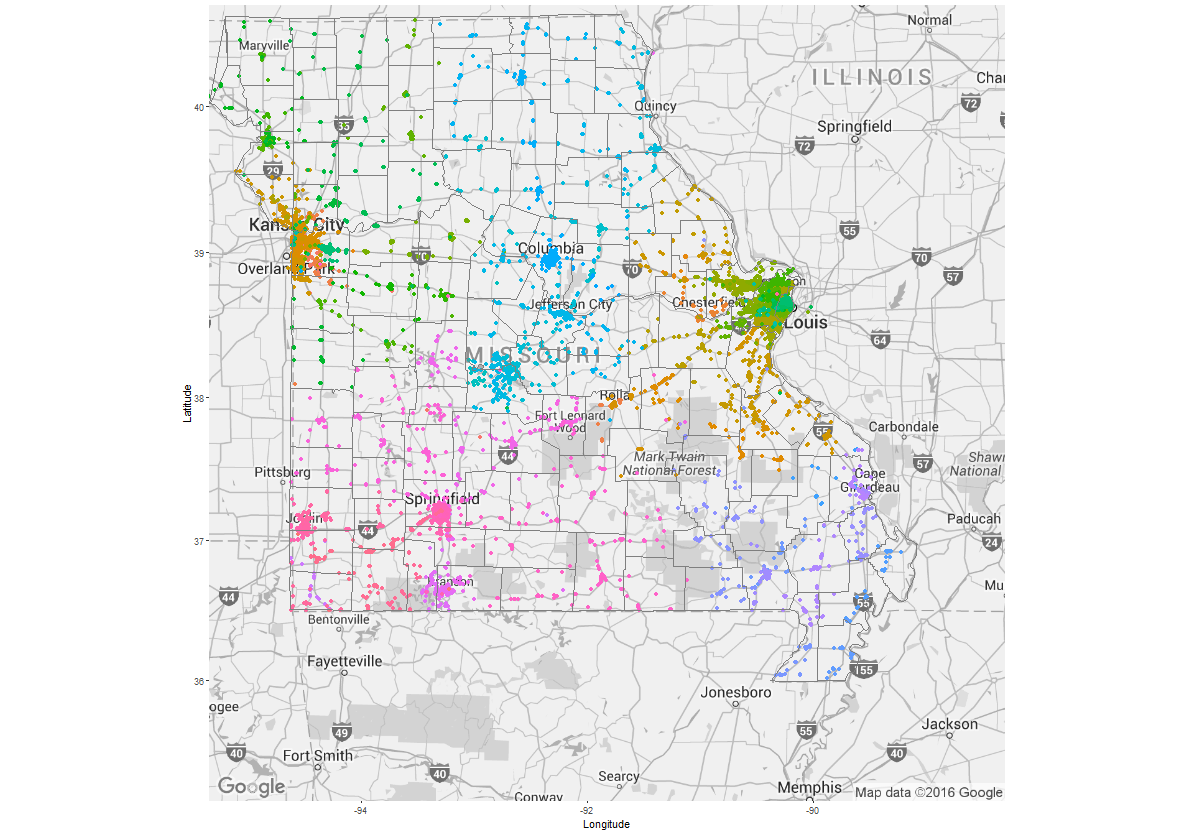 Normal
Maryville
ILLINOIS
Char
72
40
Quincy
35
Springfield
72
29
Kansas City
55
39
Columbia
70
70
70
57
Overland Park
Jefferson City
Chesterfield
Louis
64
MISSOURI
38
Rolla
Fort Leonard
Wood
55
Carbondale
44
Mark Twain
National Forest
57
Shawn
National
Pittsburg
Cape
Girardeau
Springfield
Joplin
Paducah
44
37
24
Branson
Mu
44
55
Bentonville
Fayetteville
155
36
ogee
Jonesboro
49
55
Jackson
40
Fort Smith
40
40
Searcy
Memphis
Google
Conway
Map data ©2016 Google
-94
-92
-90
Longitude
Latitude